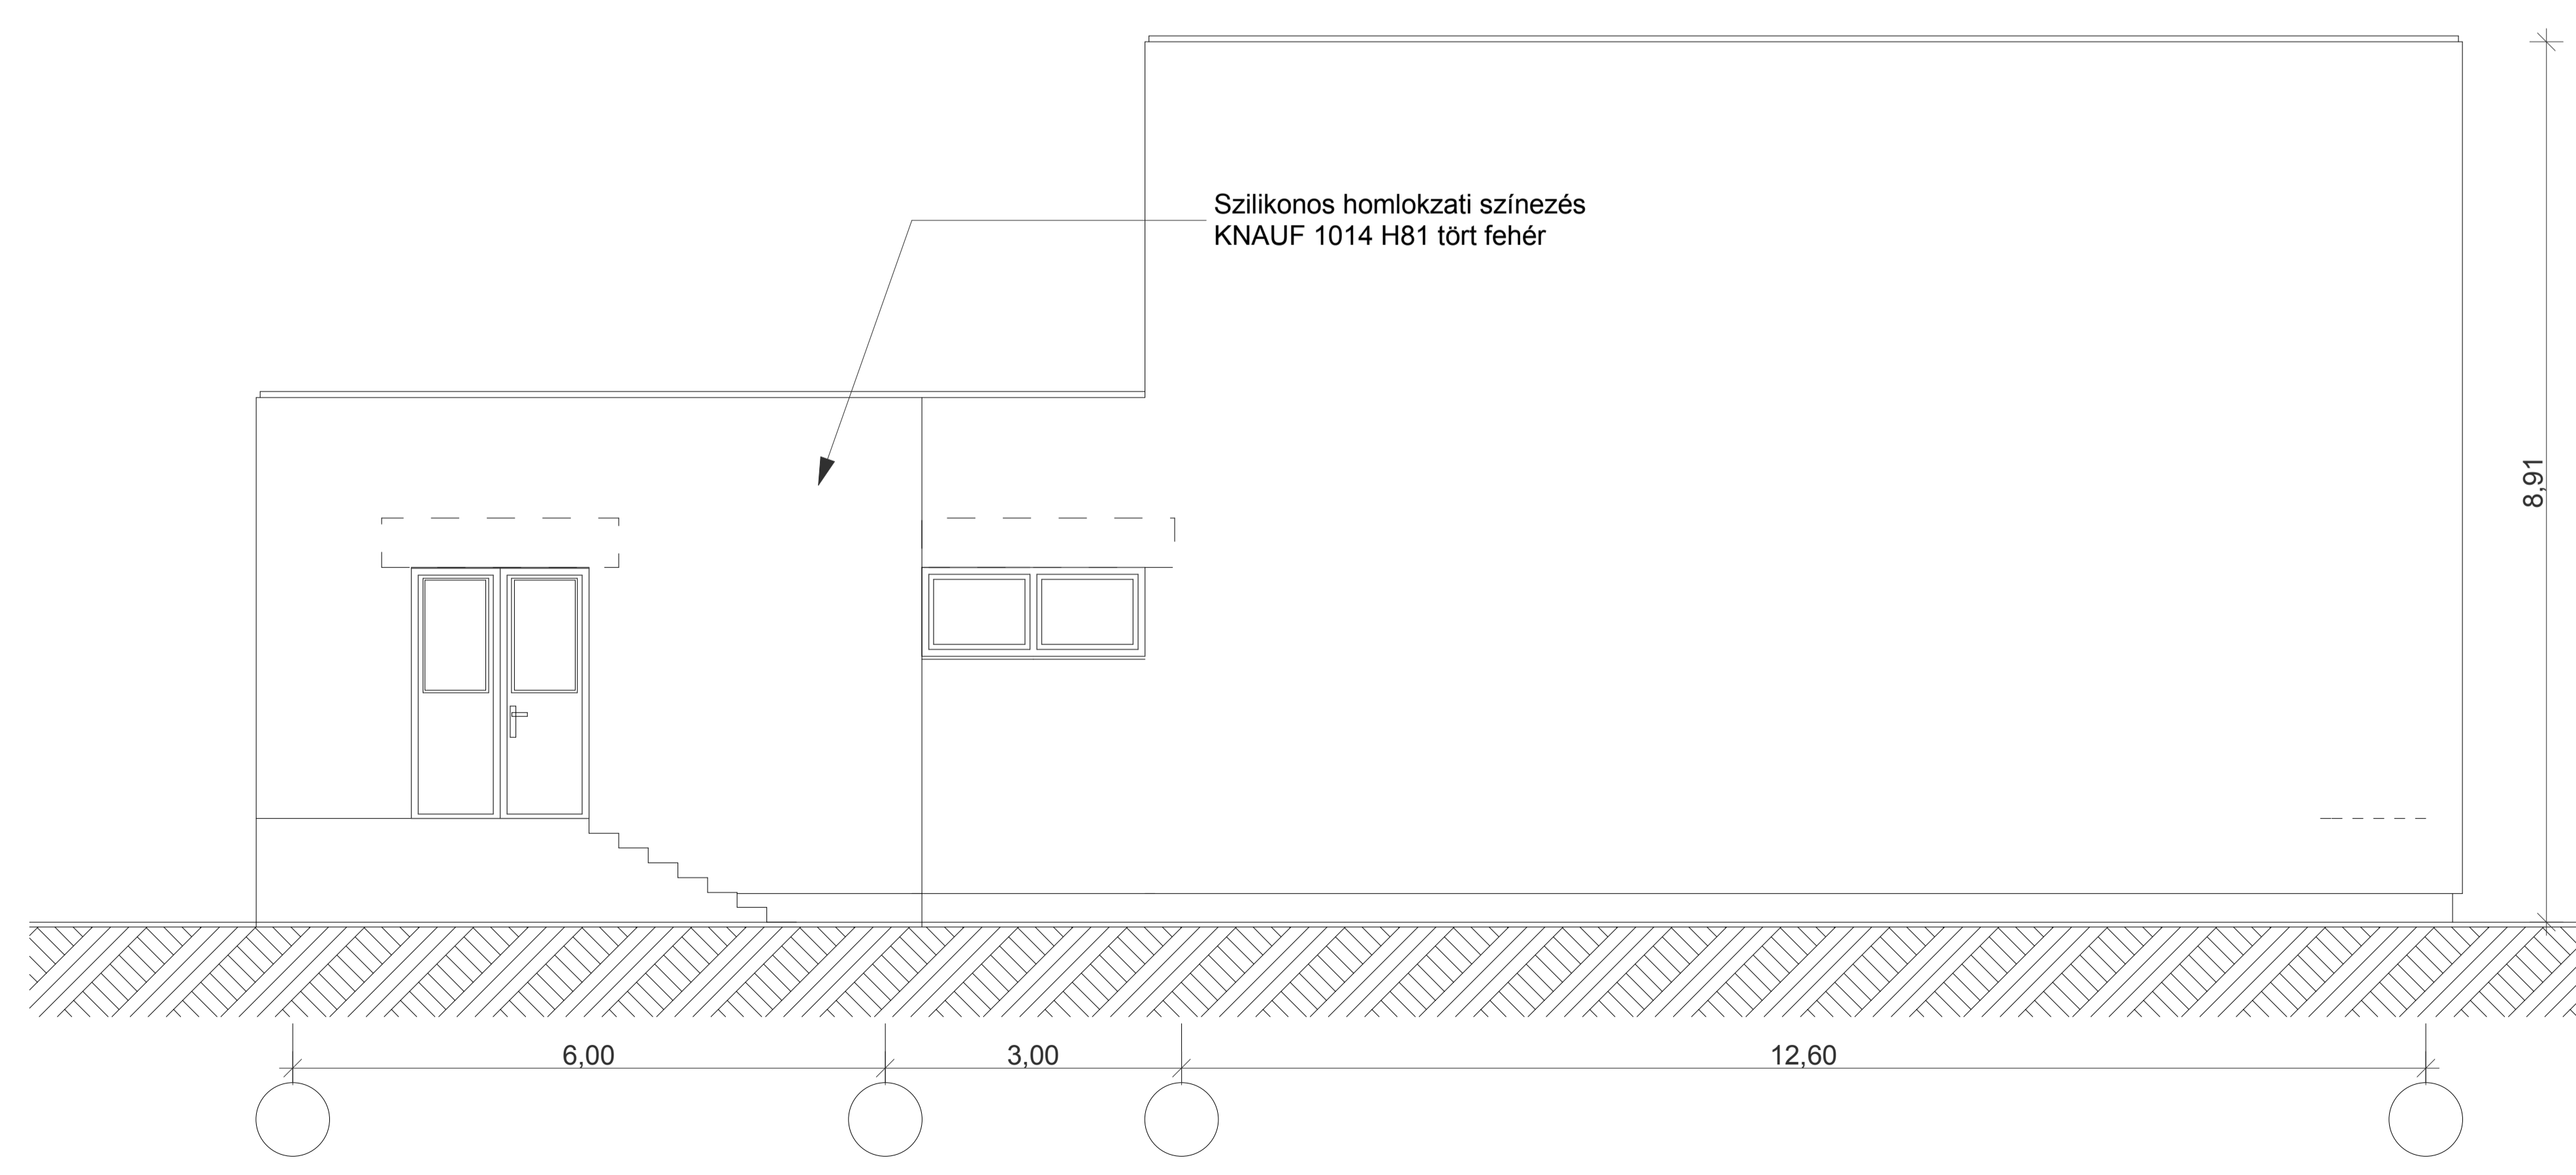 Szilikonos homlokzati színezés
KNAUF 1014 H81 tört fehér
8,91
6,00
3,00
12,60